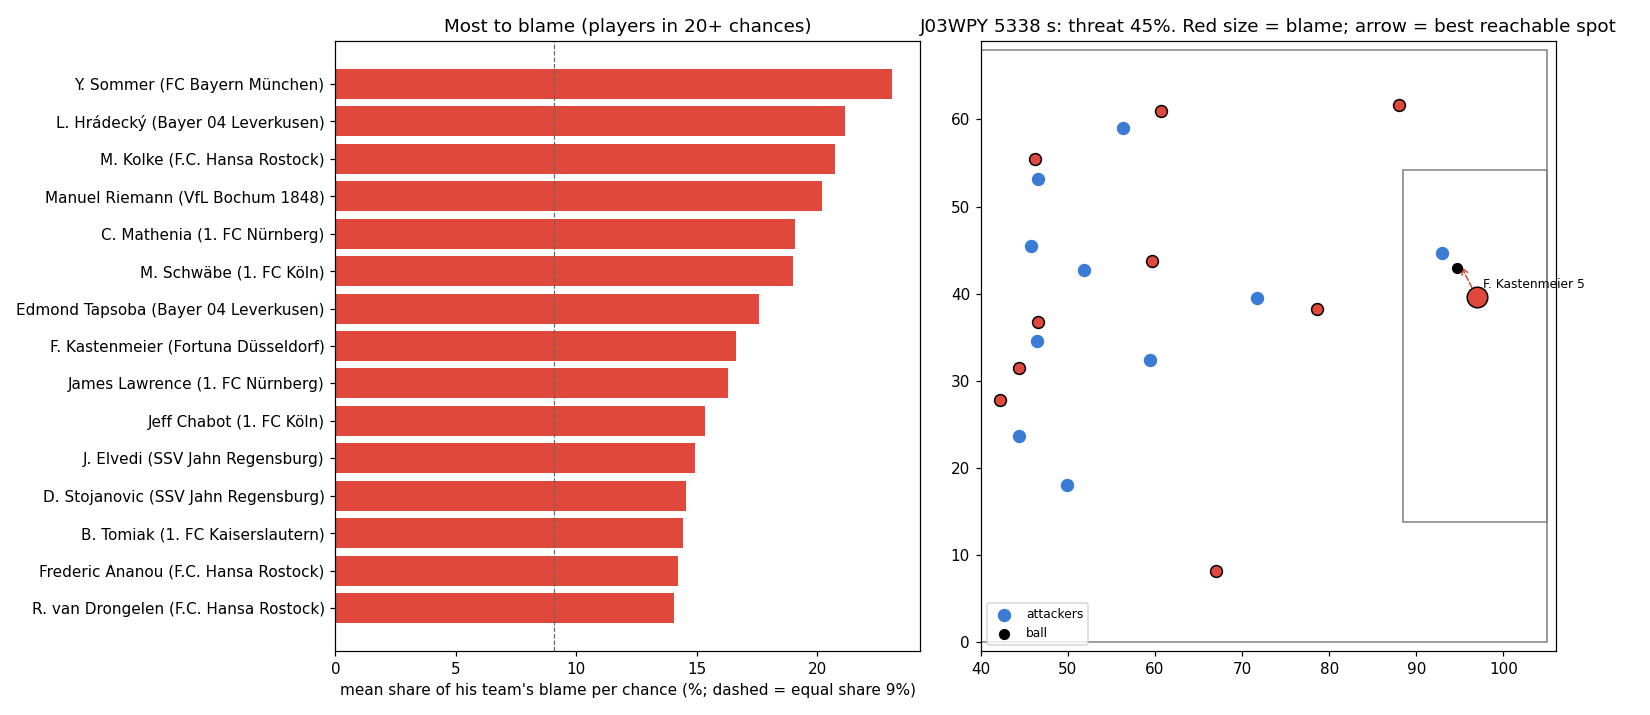 Most to blame (players in 20+ chances)
Y. Sommer (FC Bayern München)
L. Hrádecký (Bayer 04 Leverkusen)
M. Kolke (F.C. Hansa Rostock)
Manuel Riemann (VfL Bochum 1848)
C. Mathenia (1. FC Nürnberg)
M. Schwäbe (1. FC Köln)
Edmond Tapsoba (Bayer 04 Leverkusen)
F. Kastenmeier (Fortuna Düsseldorf)
James Lawrence (1. FC Nürnberg)
Jeff Chabot (1. FC Köln)
J. Elvedi (SSV Jahn Regensburg)
D. Stojanovic (SSV Jahn Regensburg)
B. Tomiak (1. FC Kaiserslautern)
Frederic Ananou (F.C. Hansa Rostock)
R. van Drongelen (F.C. Hansa Rostock)
0 5 10 15 20
mean share of his team's blame per chance (%; dashed = equal share 9%)
J03WPY 5338 s: threat 45%. Red size = blame; arrow = best reachable spot
60
50
40
30
20
10
0
F. Kastenmeier 5
attackers
ball
40 50 60 70 80 90 100